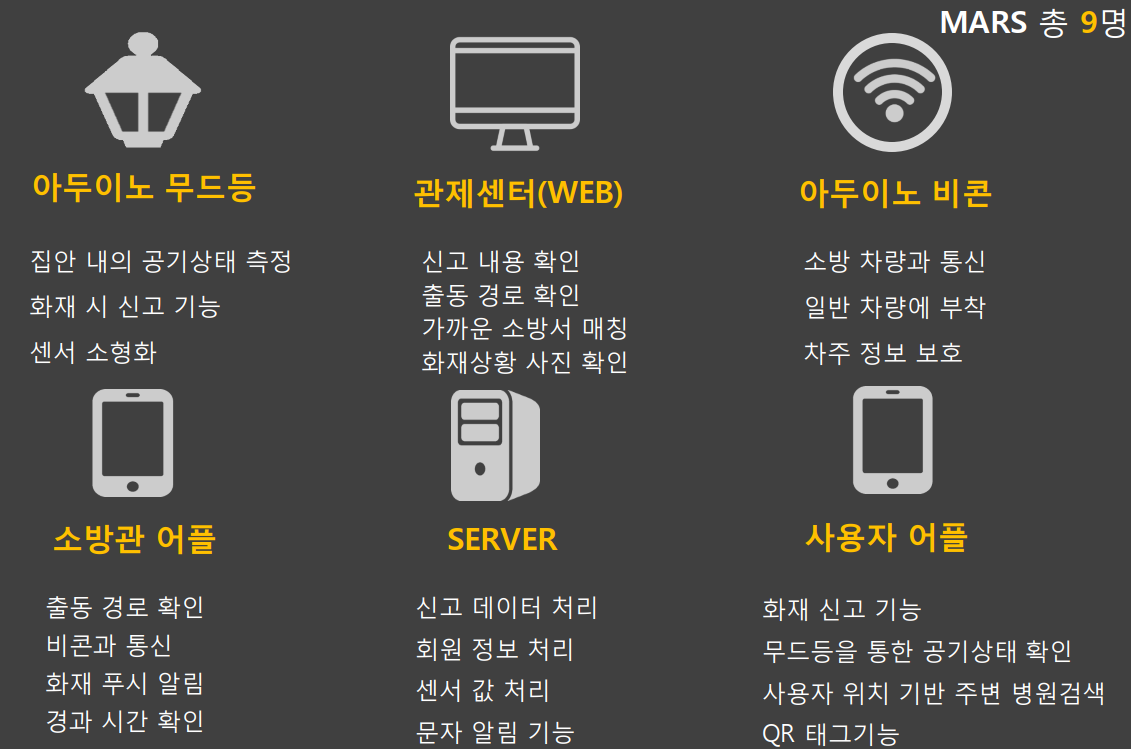 MARS 총 9명
아두이노 무드등
집안 내의 공기상태 측정
화재 시 신고 기능
센서 소형화
관제센터(WEB)
신고 내용 확인
출동 경로 확인
가까운 소방서 매칭
화재상황 사진 확인
아두이노 비콘
소방 차량과 통신
일반 차량에 부착
차주 정보 보호
소방관 어플
출동 경로 확인
비콘과 통신
화재 푸시 알림
경과 시간 확인
SERVER
신고 데이터 처리
회원 정보 처리
센서 값 처리
문자 알림 기능
사용자 어플
화재 신고 기능
무드등을 통한 공기상태 확인
사용자 위치 기반 주변 병원검색
QR 태그기능